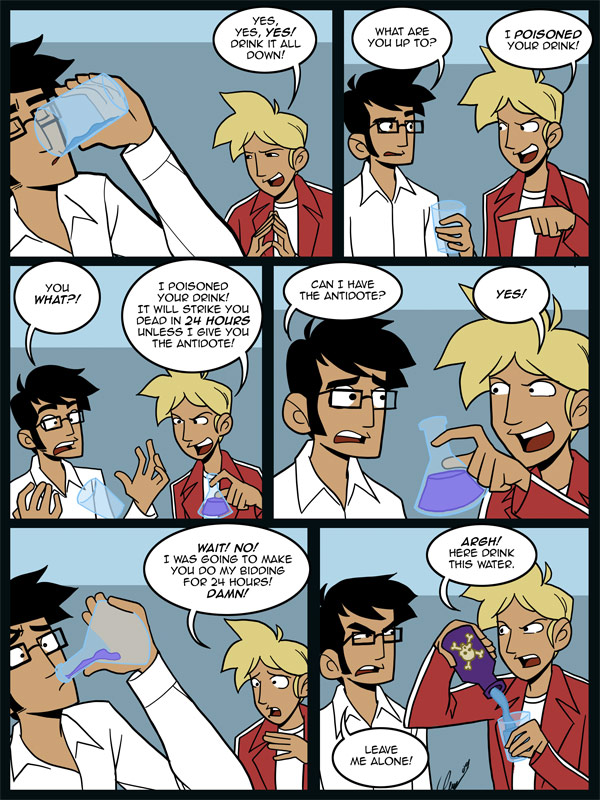 YES,
YES, YES!
DRINK IT ALL
DOWN!
WHAT ARE
YOU UP TO?
I POISONED
YOUR DRINK!
YOU
WHAT?!
I POISONED
YOUR DRINK!
IT WILL STRIKE YOU
DEAD IN 24 HOURS
UNLESS I GIVE YOU
THE ANTIDOTE!
CAN I HAVE
THE ANTIDOTE?
YES!
WAIT! NO!
I WAS GOING TO MAKE
YOU DO MY BIDDING
FOR 24 HOURS!
DAMN!
ARGH!
HERE DRINK
THIS WATER.
LEAVE
ME ALONE!